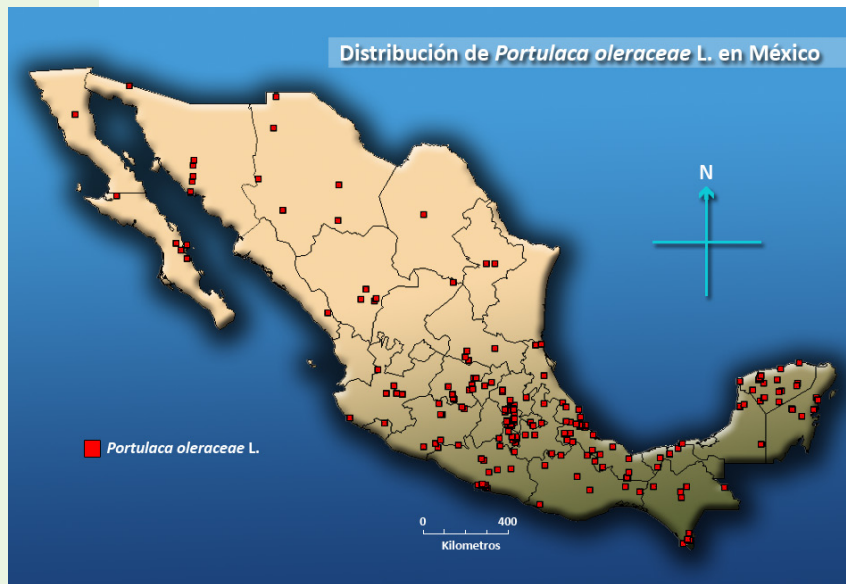 Distribución de Portulaca oleraceae L. en México
N
Portulaca oleraceae L.
0 400
Kilometros